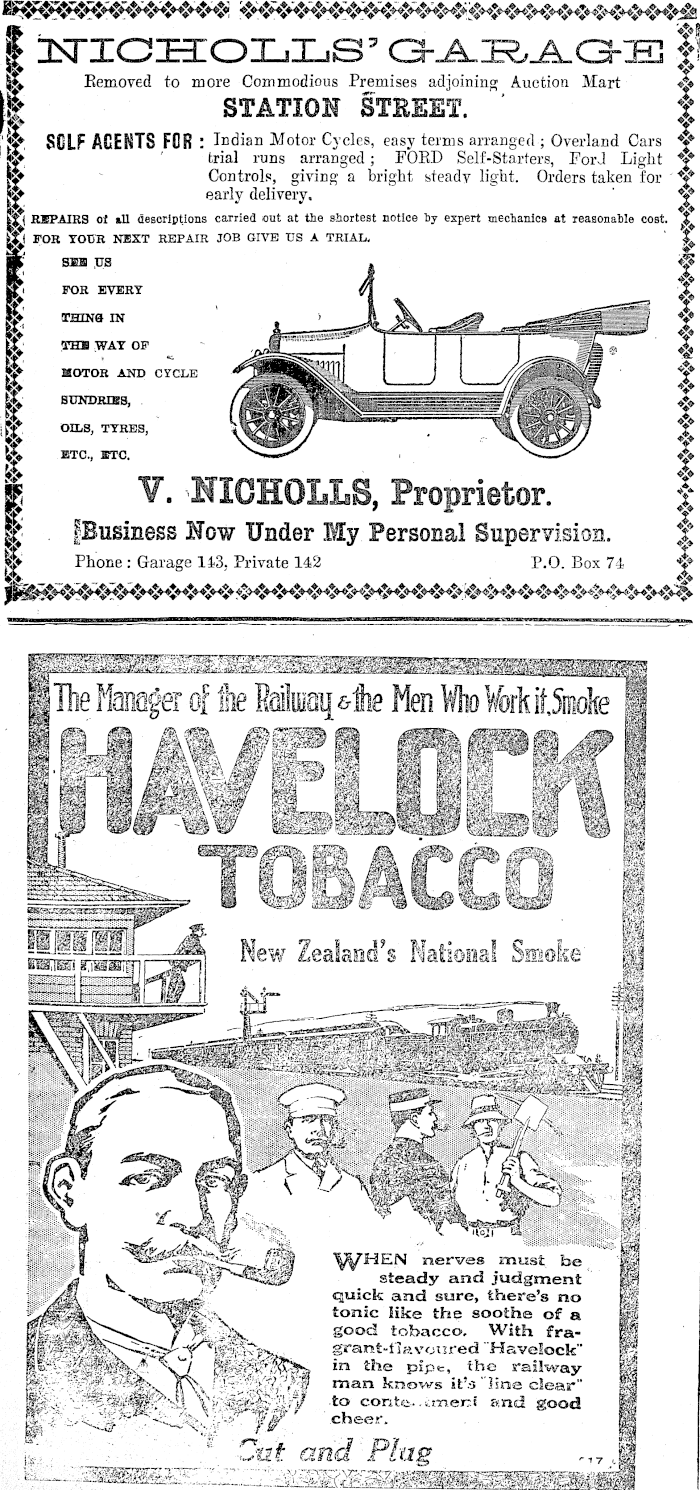 NICHOLLS' GARAGE
Removed to more Commodious Premises adjoining Auction Mart
STATION STREET.
SOLE AGENTS FOR : Indian Motor Cycles, easy terms arranged ; Overland Cars
trial runs arranged ; FORD Self-Starters, Ford Light
Controls, giving a bright steady light. Orders taken for
early delivery.
REPAIRS of all descriptions carried out at the shortest notice by expert mechanics at reasonable cost.
FOR YOUR NEXT REPAIR JOB GIVE US A TRIAL.
SEE US
FOR EVERY
THING IN
THE WAY OF
MOTOR AND CYCLE
SUNDRIES,
OILS, TYRES,
ETC., ETC.
V. NICHOLLS, Proprietor.
Business Now Under My Personal Supervision.
Phone : Garage 143, Private 142 P.O. Box 74
The Manager of the Railway & the Men Who Work it, Smoke
HAVELOCK
TOBACCO
New Zealand's National Smoke
WHEN nerves must be
steady and judgment
quick and sure, there's no
tonic like the soothe of a
good tobacco. With fra-
grant-flavoured "Havelock"
in the pipe, the railway
man knows it's "line clear"
to contentment and good
cheer.
Cut and Plug